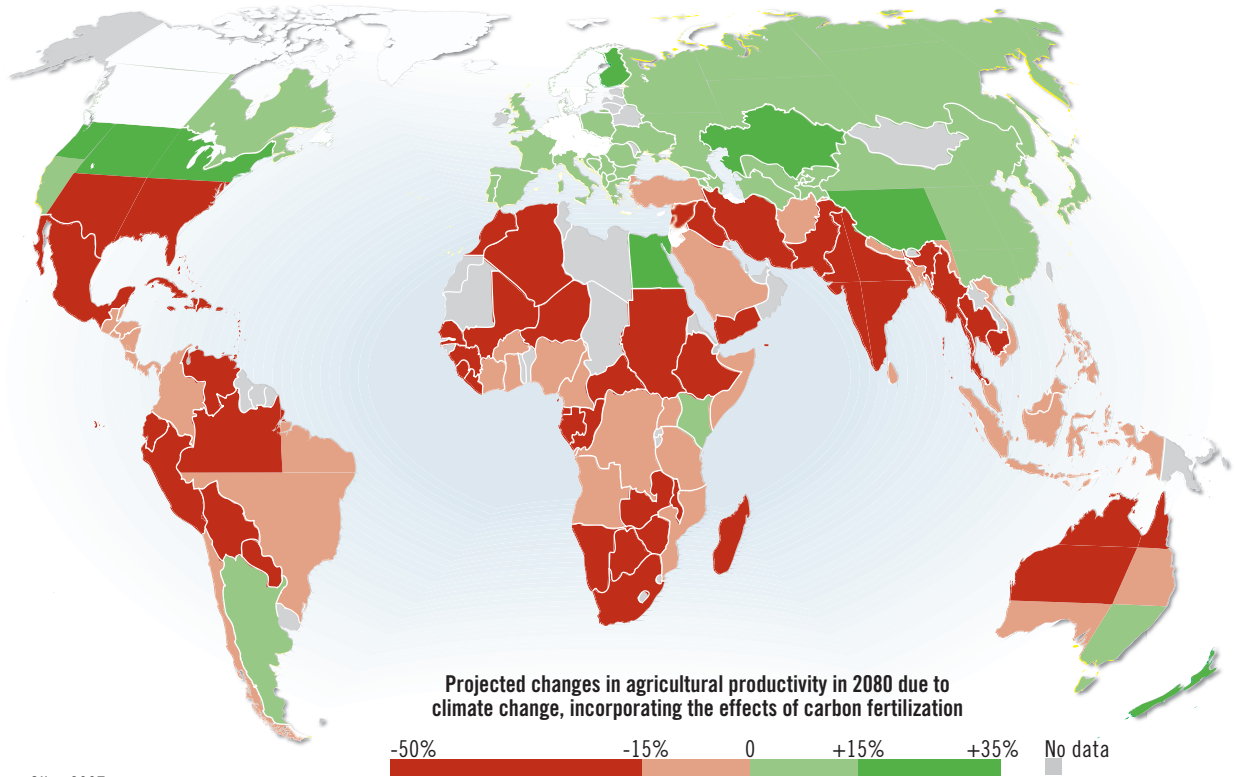 Projected changes in agricultural productivity in 2080 due to
climate change, incorporating the effects of carbon fertilization
-50% -15% 0 +15% +35% No data